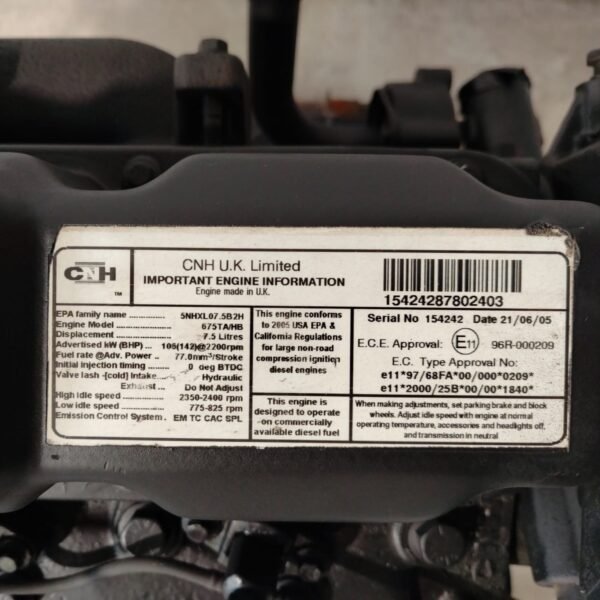 CNH
™
CNH U.K. Limited
IMPORTANT ENGINE INFORMATION
Engine made in U.K.
15424287802403
EPA family name ---------- 5NHXL07.5B2H
Engine Model ---------- 675TA/HB
Displacement ---------- 7.5 Litres
Advertised kW (BHP) --- 106(142)@2200rpm
Fuel rate @Adv. Power .. 77.0mm³/Stroke
Initial injection timing ---- 0 deg BTDC
Valve lash -[cold] Intake. Hydraulic
Exhaust . Do Not Adjust
High idle speed ---------- 2350-2400 rpm
Low idle speed ---------- 775-825 rpm
Emission Control System . EM TC CAC SPL
This engine conforms
to 2005 USA EPA &
California Regulations
for large non-road
compression ignition
diesel engines
This engine is
designed to operate
on commercially
available diesel fuel
Serial No 154242 Date 21/06/05
E.C.E. Approval: E11 96R-000209
E.C. Type Approval No:
e11*97/68FA*00/000*0209*
e11*2000/25B*00/00*1840*
When making adjustments, set parking brake and block
wheels. Adjust idle speed with engine at normal
operating temperature, accessories and headlights off,
and transmission in neutral